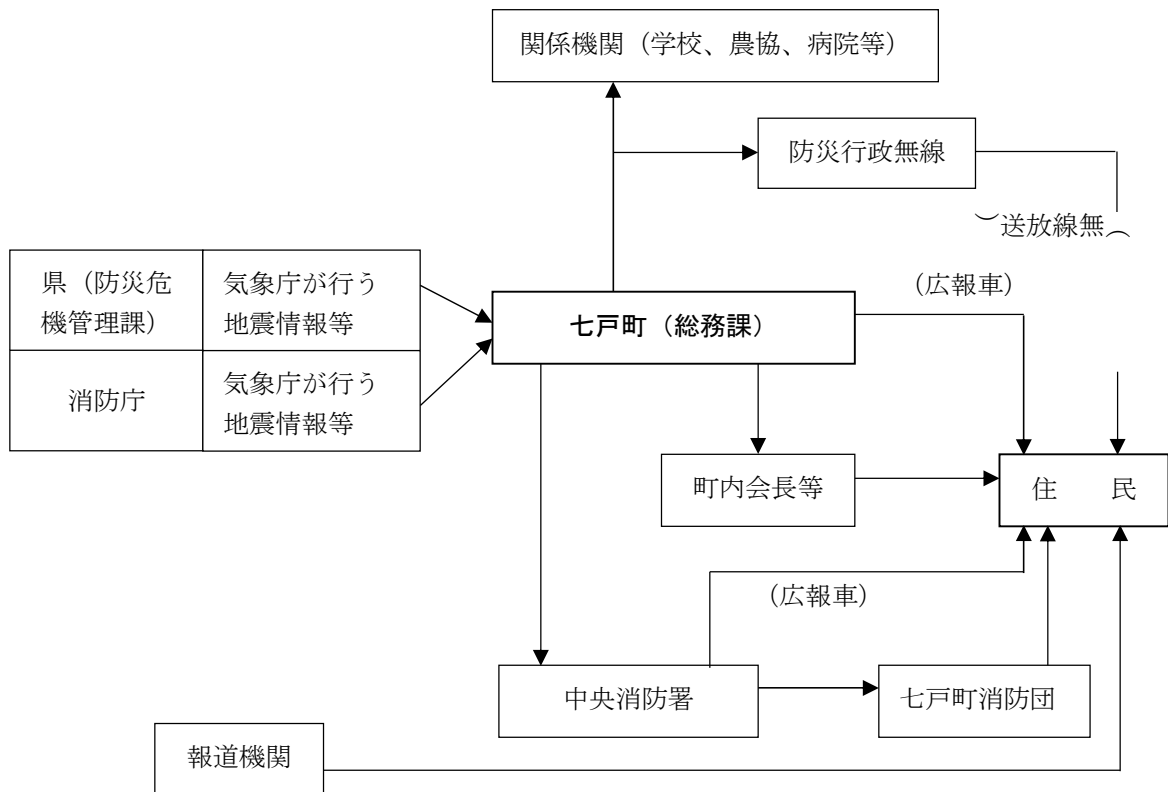 関係機関（学校、農協、病院等）
防災行政無線
︶送放線無︵
県（防災危
機管理課）
気象庁が行う
地震情報等
（広報車）
七戸町（総務課）
消防庁
気象庁が行う
地震情報等
町内会長等
住　　民
（広報車）
中央消防署
七戸町消防団
報道機関